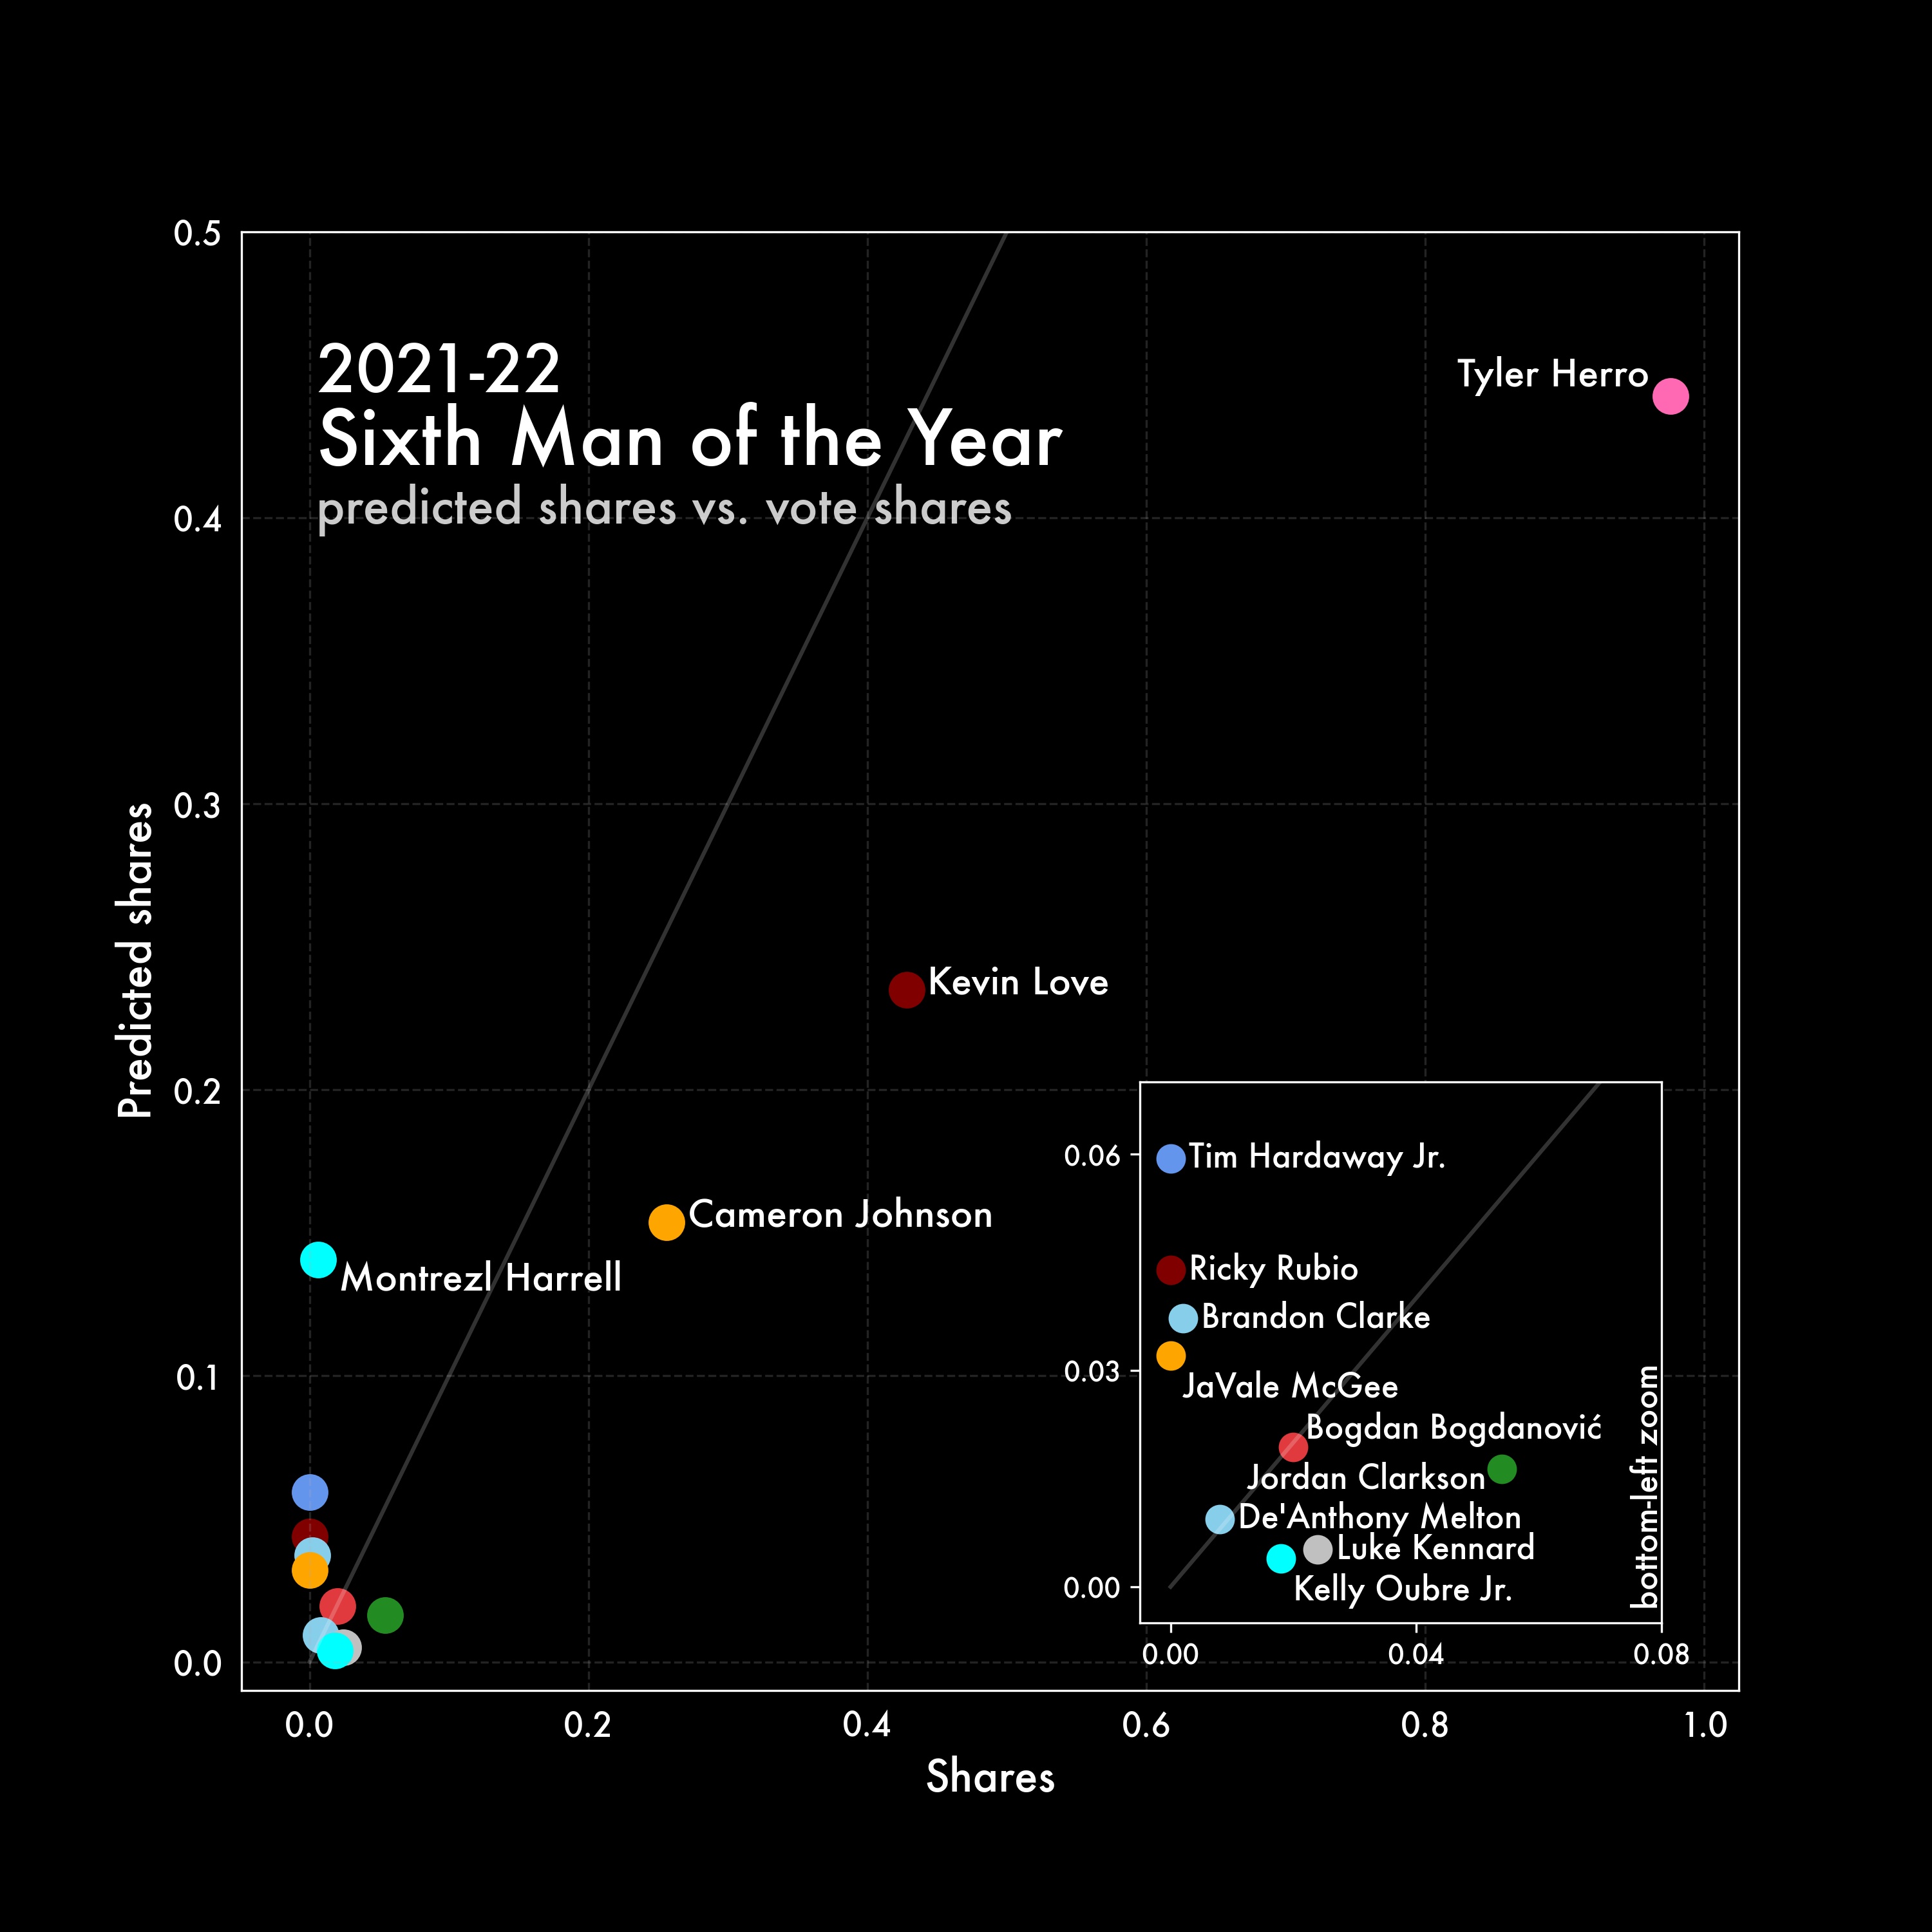 2021-22
Sixth Man of the Year
predicted shares vs. vote shares
Predicted shares
0.5
0.4
0.3
0.2
0.1
0.0
Tyler Herro
Kevin Love
Cameron Johnson
Montrezl Harrell
0.06
0.03
0.00
Tim Hardaway Jr.
Ricky Rubio
Brandon Clarke
JaVale McGee
Bogdan Bogdanović
Jordan Clarkson
De'Anthony Melton
Luke Kennard
Kelly Oubre Jr.
bottom-left zoom
0.00 0.04 0.08
0.0 0.2 0.4 0.6 0.8 1.0
Shares